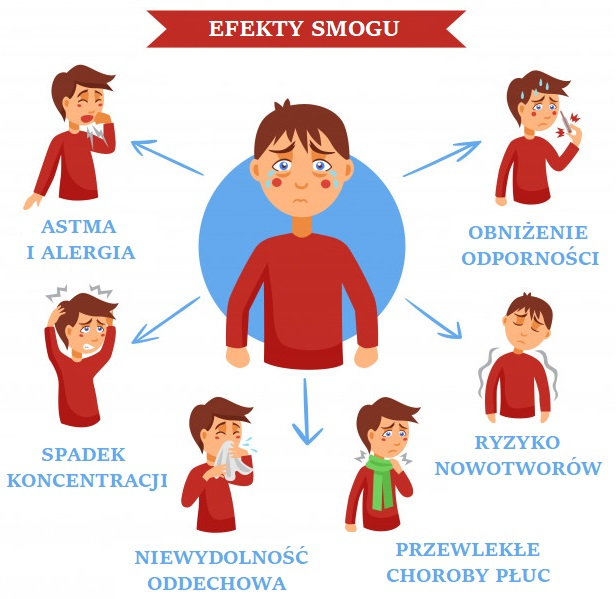 EFEKTY SMOGU
ASTMA
I ALERGIA
OBNIŻENIE
ODPORNOŚCI
SPADEK
KONCENTRACJI
RYZYKO
NOWOTWORÓW
NIEWYDOLNOŚĆ
ODDECHOWA
PRZEWLEKŁE
CHOROBY PŁUC